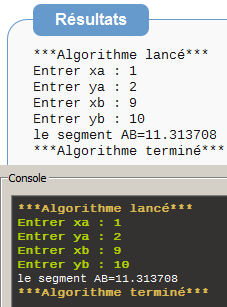 Résultats
***Algorithme lancé***
Entrer xa : 1
Entrer ya : 2
Entrer xb : 9
Entrer yb : 10
le segment AB=11.313708
***Algorithme terminé***
Console
***Algorithme lancé***
Entrer xa : 1
Entrer ya : 2
Entrer xb : 9
Entrer yb : 10
le segment AB=11.313708
***Algorithme terminé***